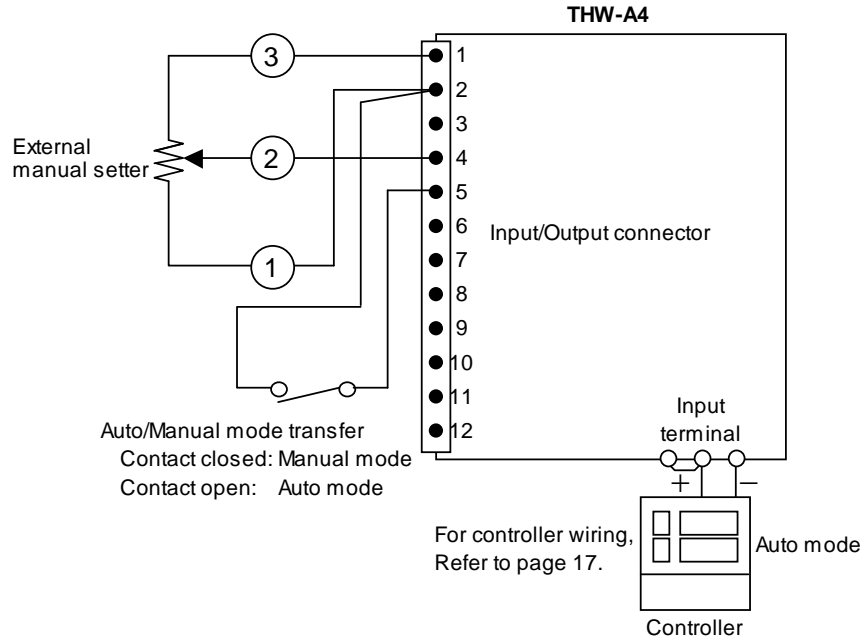 THW-A4
3
1
2
3
4
5
6
7
8
9
10
11
12
External
manual setter
2
1
Input/Output connector
Auto/Manual mode transfer
Contact closed: Manual mode
Contact open: Auto mode
Input
terminal
+ −
For controller wiring,
Refer to page 17.
Auto mode
Controller